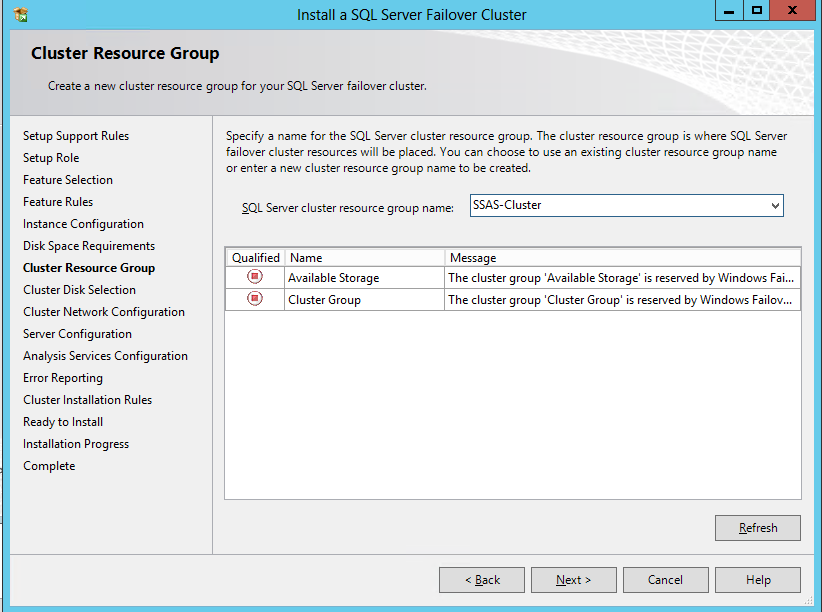 Install a SQL Server Failover Cluster
Cluster Resource Group
Create a new cluster resource group for your SQL Server failover cluster.
Setup Support Rules
Setup Role
Feature Selection
Feature Rules
Instance Configuration
Disk Space Requirements
Cluster Resource Group
Cluster Disk Selection
Cluster Network Configuration
Server Configuration
Analysis Services Configuration
Error Reporting
Cluster Installation Rules
Ready to Install
Installation Progress
Complete
Specify a name for the SQL Server cluster resource group. The cluster resource group is where SQL Server
failover cluster resources will be placed. You can choose to use an existing cluster resource group name
or enter a new cluster resource group name to be created.
SQL Server cluster resource group name: SSAS-Cluster
Qualified Name Message
Available Storage The cluster group 'Available Storage' is reserved by Windows Fai...
Cluster Group The cluster group 'Cluster Group' is reserved by Windows Failov...
Refresh
< Back Next > Cancel Help